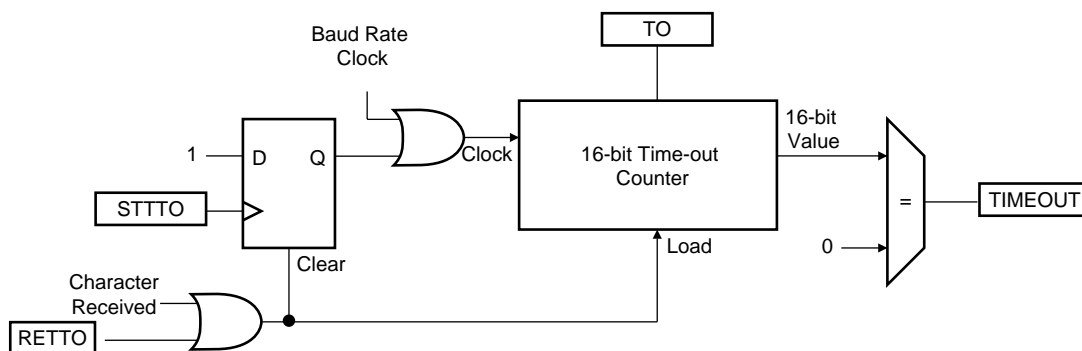 TO
Baud Rate
Clock
16-bit
Value
1
D
Q
Clock
16-bit Time-out
Counter
STTTO
=
TIMEOUT
0
Clear
Load
Character
Received
RETTO